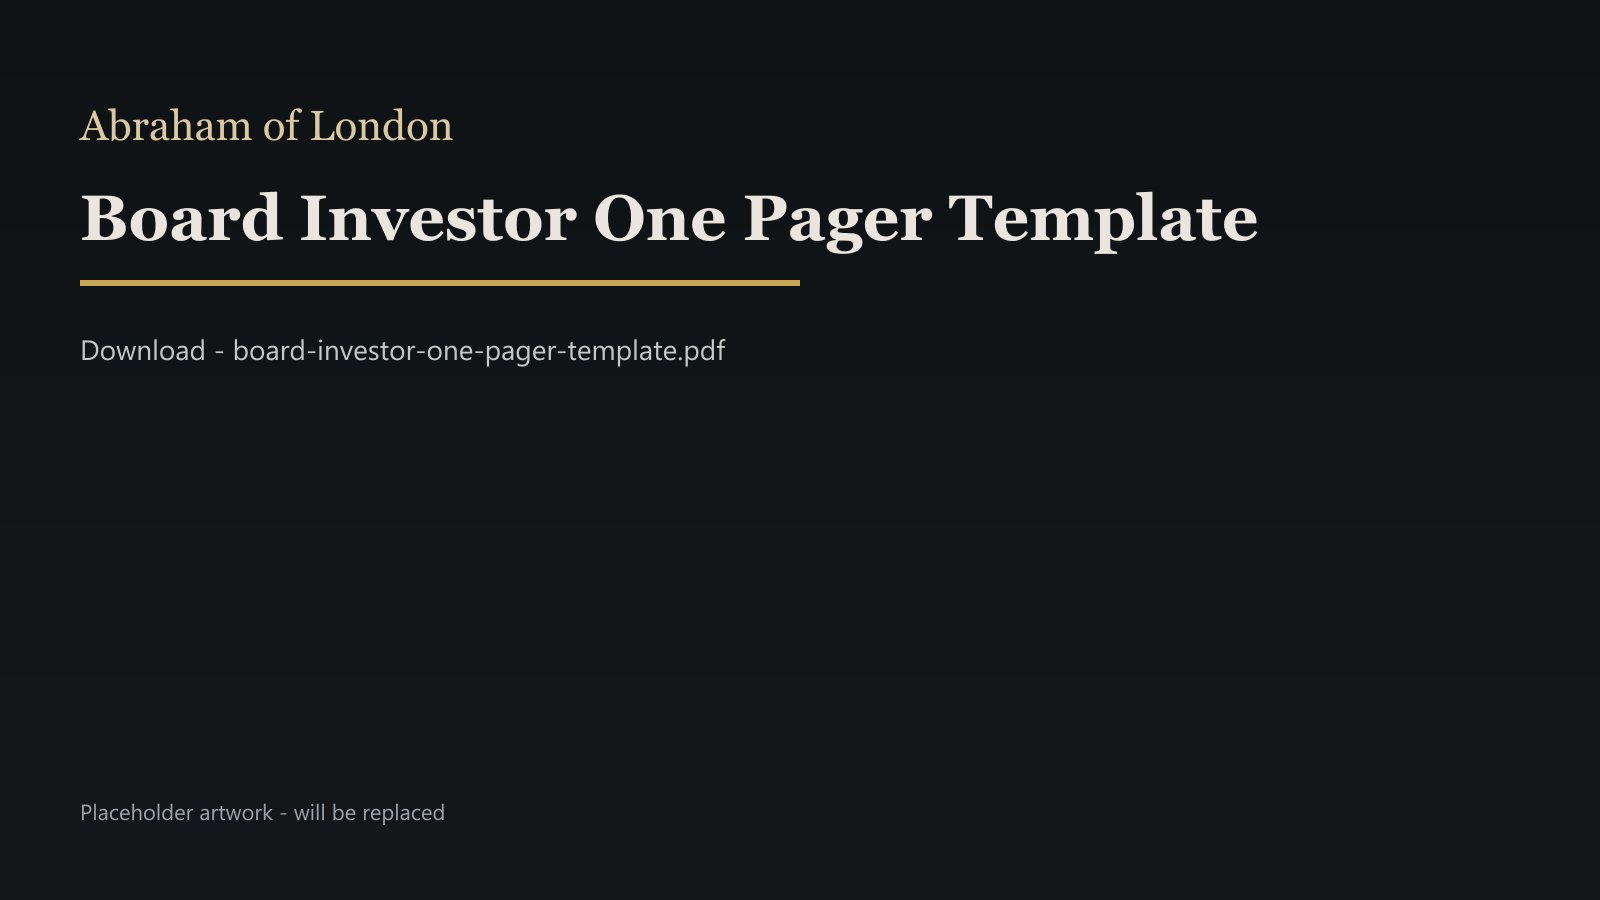 Abraham of London
Board Investor One Pager Template
Download - board-investor-one-pager-template.pdf
Placeholder artwork - will be replaced